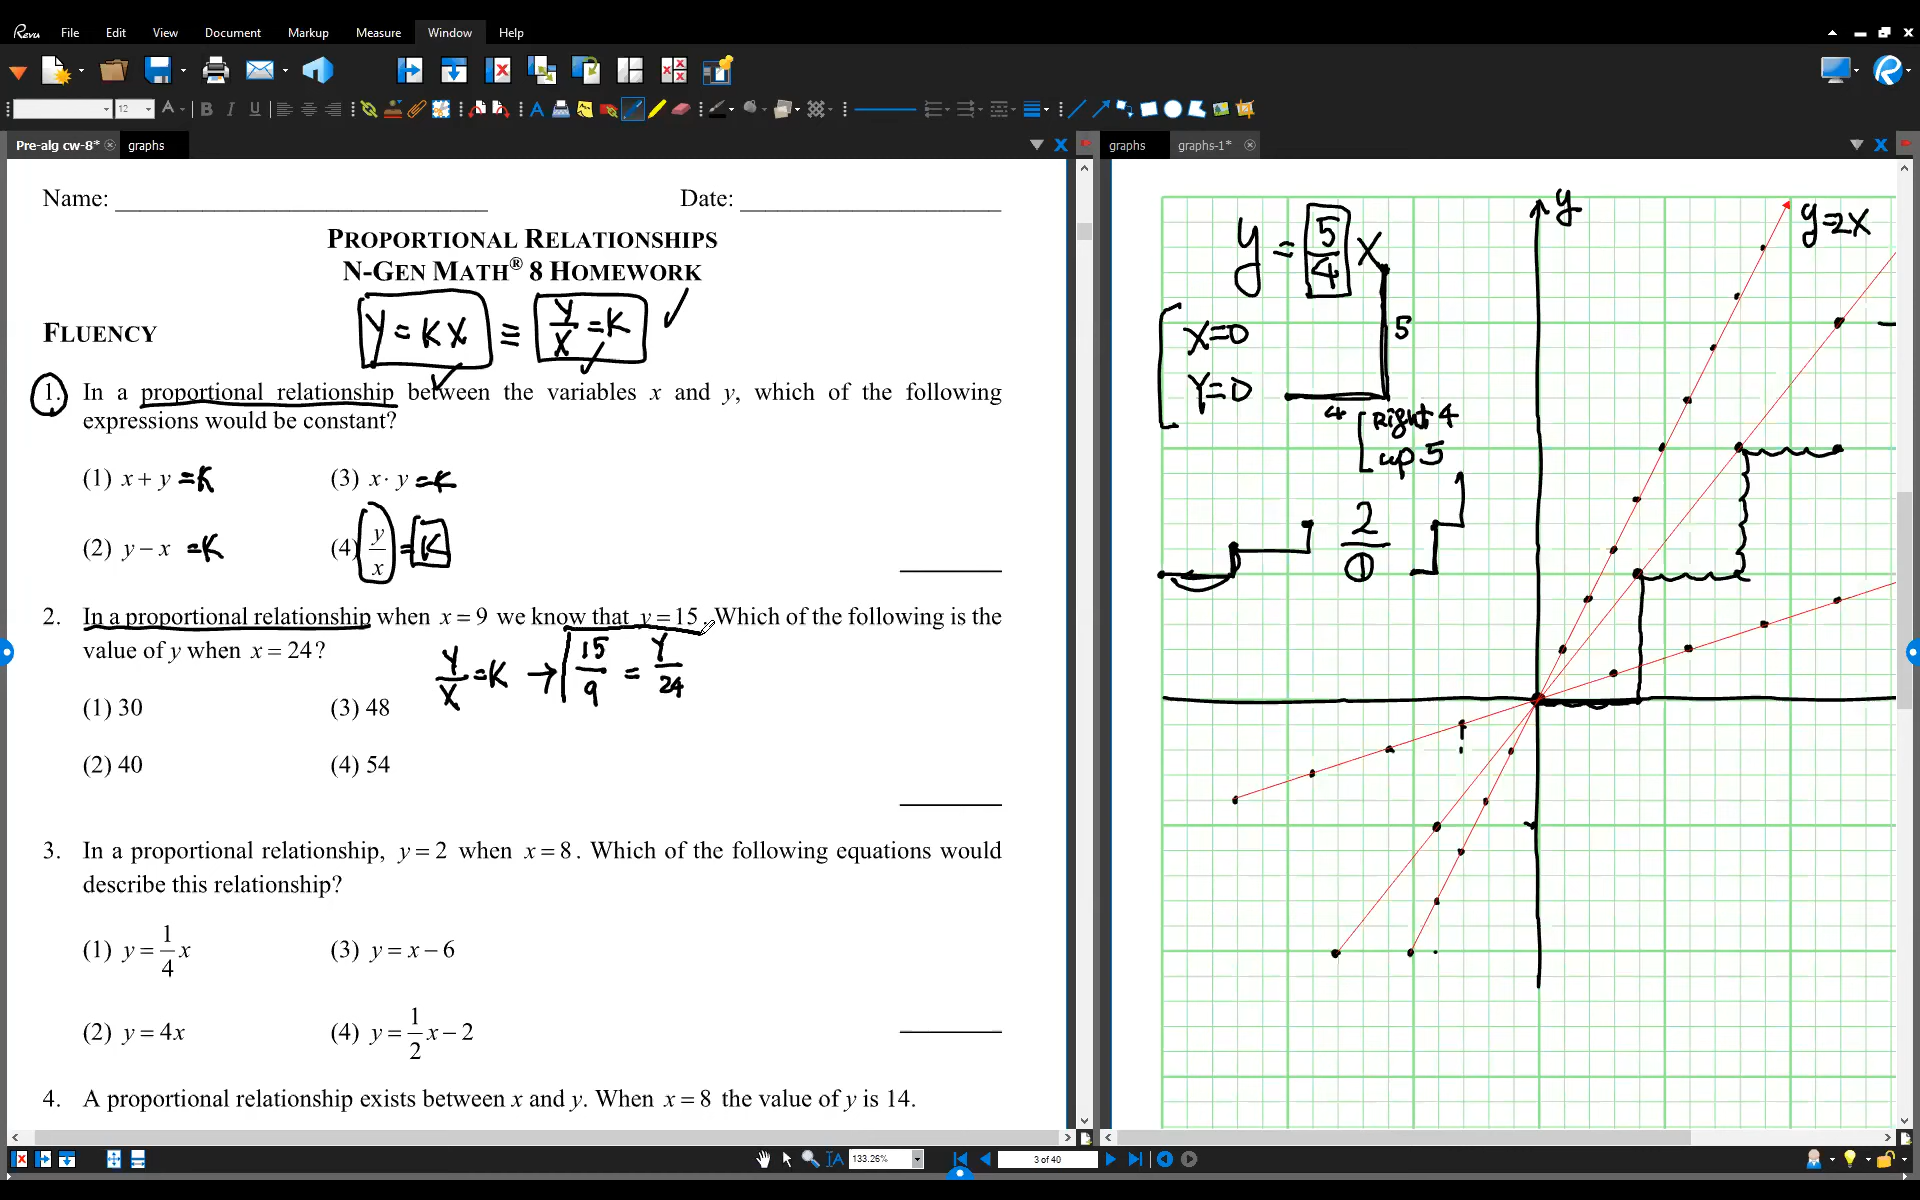 Revu File Edit View Document Markup Measure Window Help
12
Pre-alg cw-8* graphs
graphs graphs-1*
Name: Date:
PROPORTIONAL RELATIONSHIPS
N-GEN MATH® 8 HOMEWORK
Y = KX ≡ Y/X = K ✓
FLUENCY
1. In a proportional relationship between the variables x and y, which of the following
expressions would be constant?
(1) x + y =K (3) x · y =K
(2) y − x =K (4) y/x = K
2. In a proportional relationship when x = 9 we know that y = 15. Which of the following is the
value of y when x = 24?
Y/X = K → 15/9 = Y/24
(1) 30 (3) 48
(2) 40 (4) 54
3. In a proportional relationship, y = 2 when x = 8. Which of the following equations would
describe this relationship?
(1) y = 1/4 x (3) y = x − 6
(2) y = 4x (4) y = 1/2 x − 2
4. A proportional relationship exists between x and y. When x = 8 the value of y is 14.
y = 5/4 X
X=0
Y=0
5
4
Right 4
up 5
2/1
y
y=2X
133.26% 3 of 40